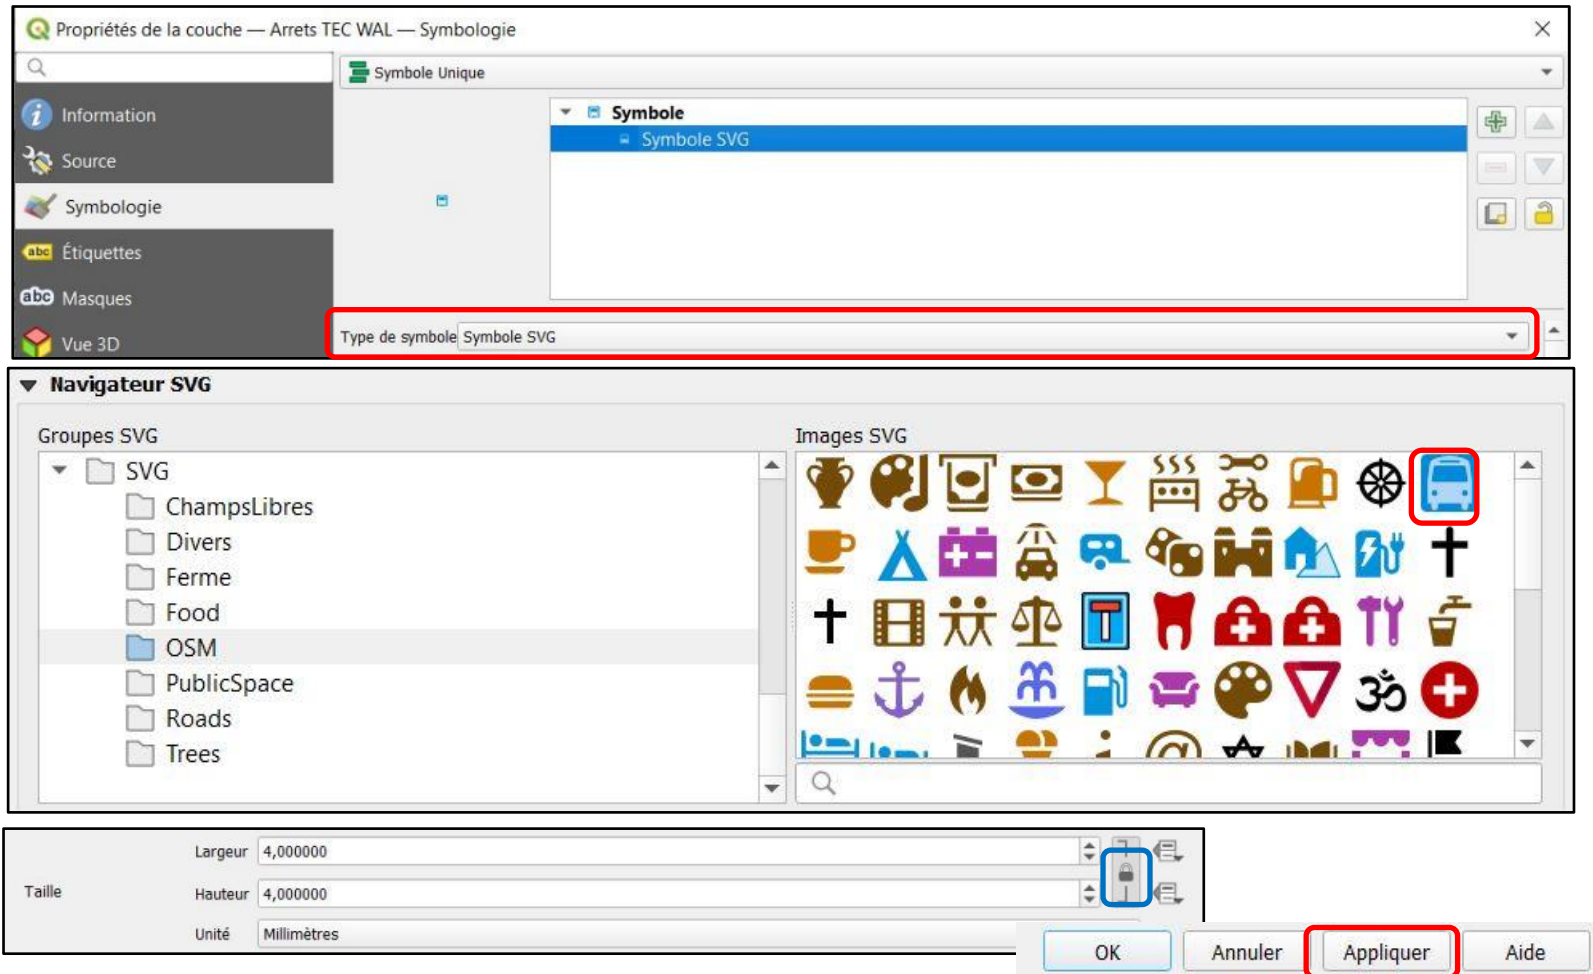 Propriétés de la couche — Arrets TEC WAL — Symbologie
Symbole Unique
Information
Source
Symbologie
abc Étiquettes
abc Masques
Vue 3D
Symbole
Symbole SVG
Type de symbole Symbole SVG
Navigateur SVG
Groupes SVG
SVG
ChampsLibres
Divers
Ferme
Food
OSM
PublicSpace
Roads
Trees
Images SVG
Taille
Largeur 4,000000
Hauteur 4,000000
Unité Millimètres
OK Annuler Appliquer Aide